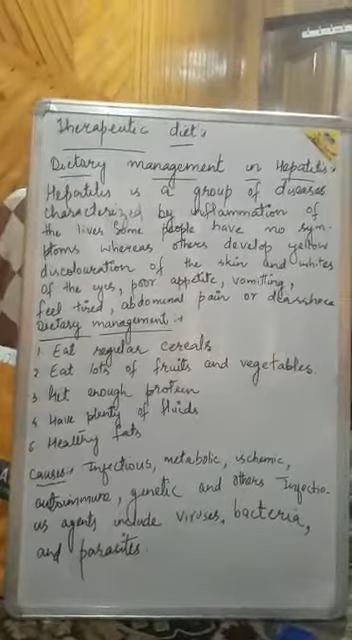 Therapeutic diet :
Dietary management in Hepatitis :
Hepatitis is a group of diseases
characterized by inflammation of
the lives some people have no sym-
ptoms whereas others develop yellow
discolouration of the skin and whites
of the eyes, poor appetite, vomitting,
feel tired, abdominal pain or diarrhoea
Dietary management :
1 Eat regular cereals
2 Eat lots of fruits and vegetables.
3 Get enough protein
4 Have plenty of fluids
5 Healthy fats
Causes : Infectious, metabolic, ischemic,
autoimmune, genetic and others Infectio-
us agents include viruses, bacteria,
and parasites.